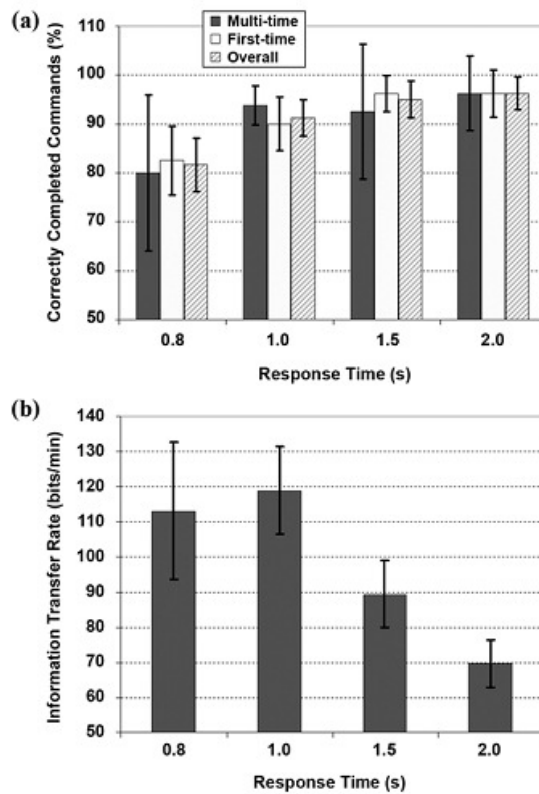 (a)
Multi-time
First-time
Overall
Correctly Completed Commands (%)
110
100
90
80
70
60
50
0.8 1.0 1.5 2.0
Response Time (s)
(b)
Information Transfer Rate (bits/min)
140
130
120
110
100
90
80
70
60
50
0.8 1.0 1.5 2.0
Response Time (s)